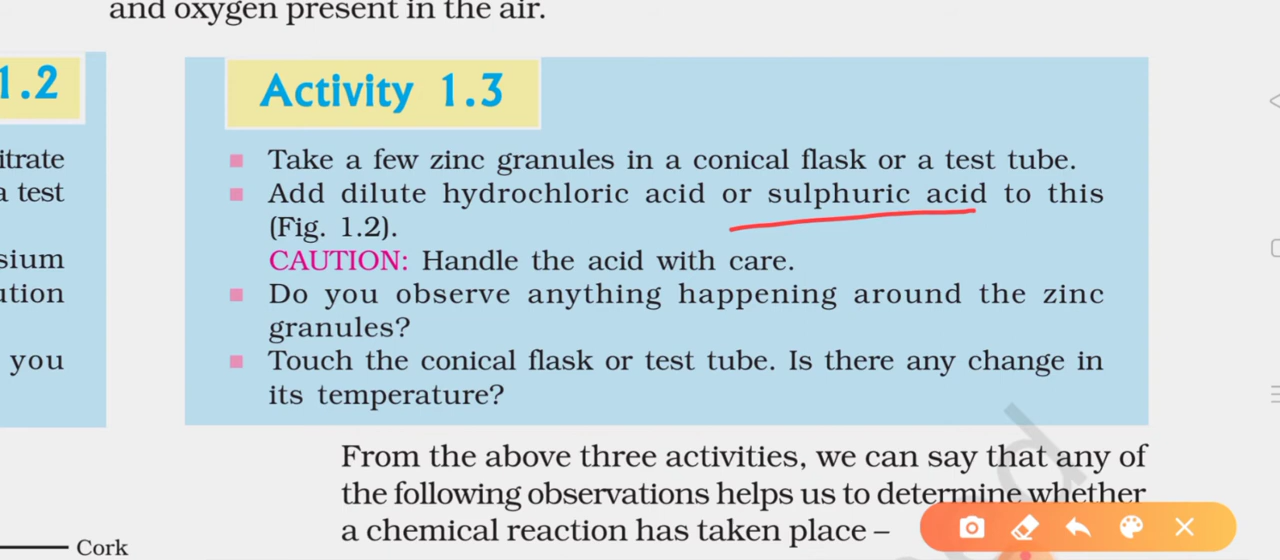 and oxygen present in the air.
1.2
itrate
a test
sium
ution
you
Activity 1.3
Take a few zinc granules in a conical flask or a test tube.
Add dilute hydrochloric acid or sulphuric acid to this
(Fig. 1.2).
CAUTION: Handle the acid with care.
Do you observe anything happening around the zinc
granules?
Touch the conical flask or test tube. Is there any change in
its temperature?
From the above three activities, we can say that any of
the following observations helps us to determine whether
a chemical reaction has taken place –
Cork